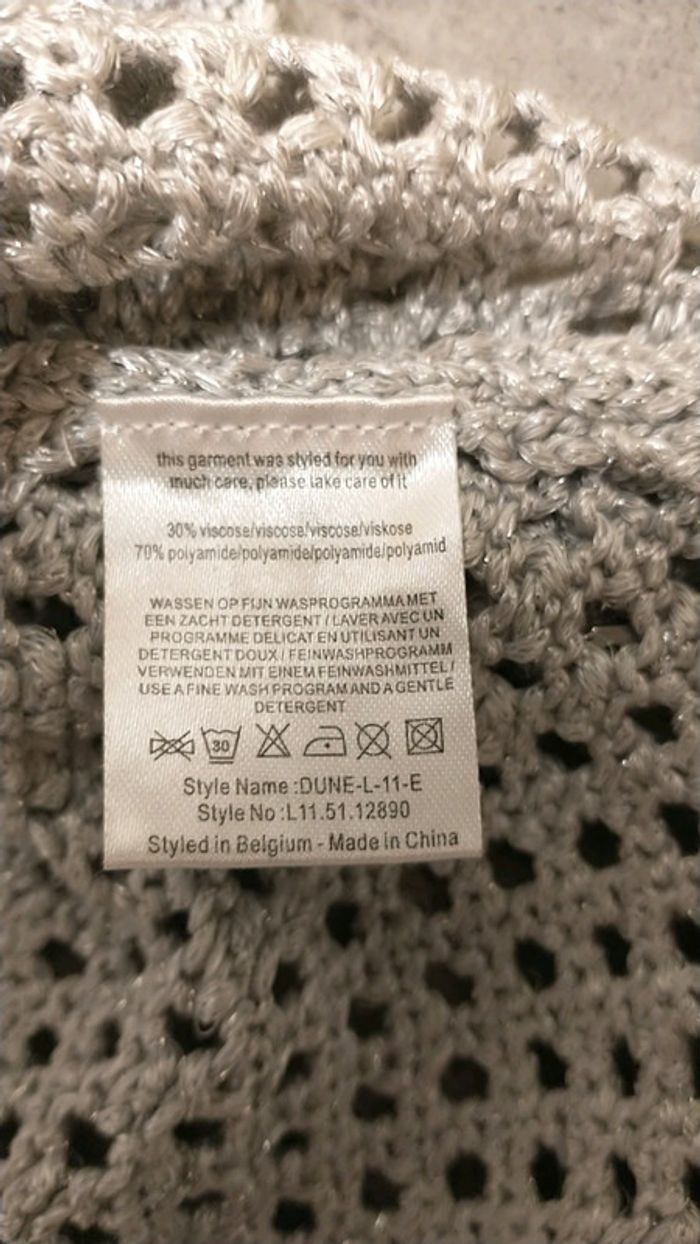 this garment was styled for you with
much care, please take care of it
30% viscose/viscose/viscose/viskose
70% polyamide/polyamide/polyamide/polyamid
WASSEN OP FIJN WASPROGRAMMA MET
EEN ZACHT DETERGENT / LAVER AVEC UN
PROGRAMME DELICAT EN UTILISANT UN
DETERGENT DOUX / FEINWASHPROGRAMM
VERWENDEN MIT EINEM FEINWASHMITTEL /
USE A FINE WASH PROGRAM AND A GENTLE
DETERGENT
30
Style Name :DUNE-L-11-E
Style No :L11.51.12890
Styled in Belgium - Made in China